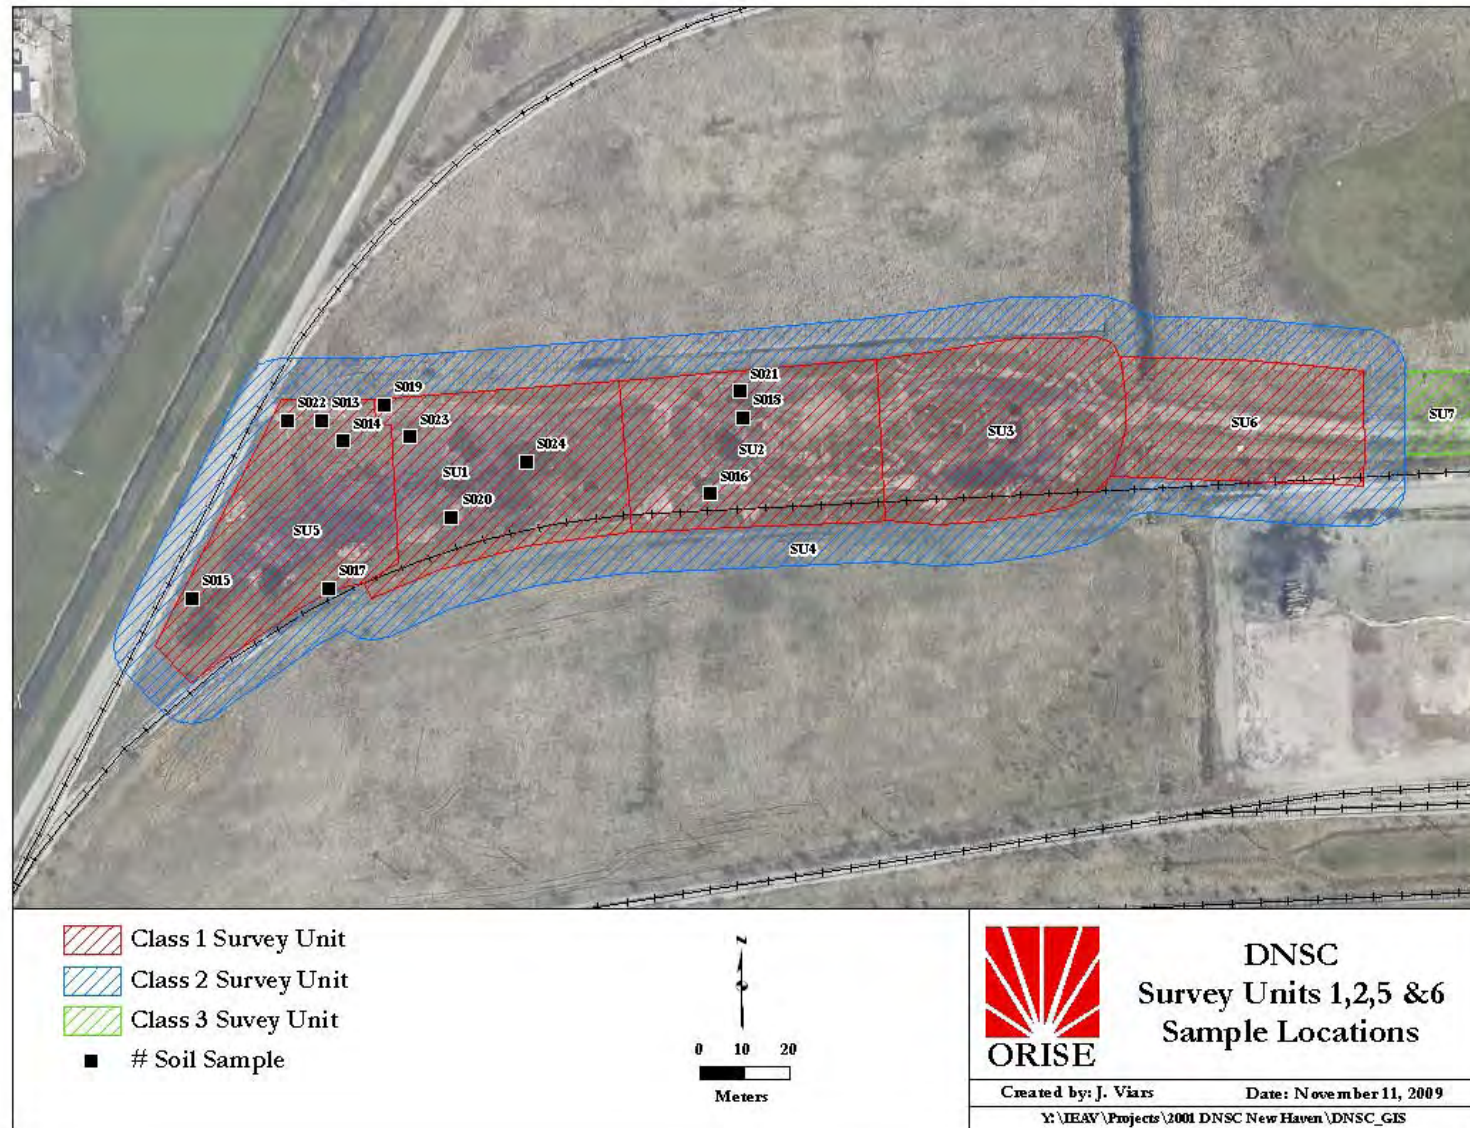 S021
S019
S022
S013
S018
S014
S023
S024
SU7
SU6
SU3
SU2
SU1
S016
S020
SU5
SU4
S017
S015
Class 1 Survey Unit
Class 2 Survey Unit
Class 3 Suvey Unit
# Soil Sample
N
0 10 20
Meters
ORISE
DNSC
Survey Units 1,2,5 &6
Sample Locations
Created by: J. Viars Date: November 11, 2009
Y:\IEAV\Projects\2001 DNSC New Haven\DNSC_GIS